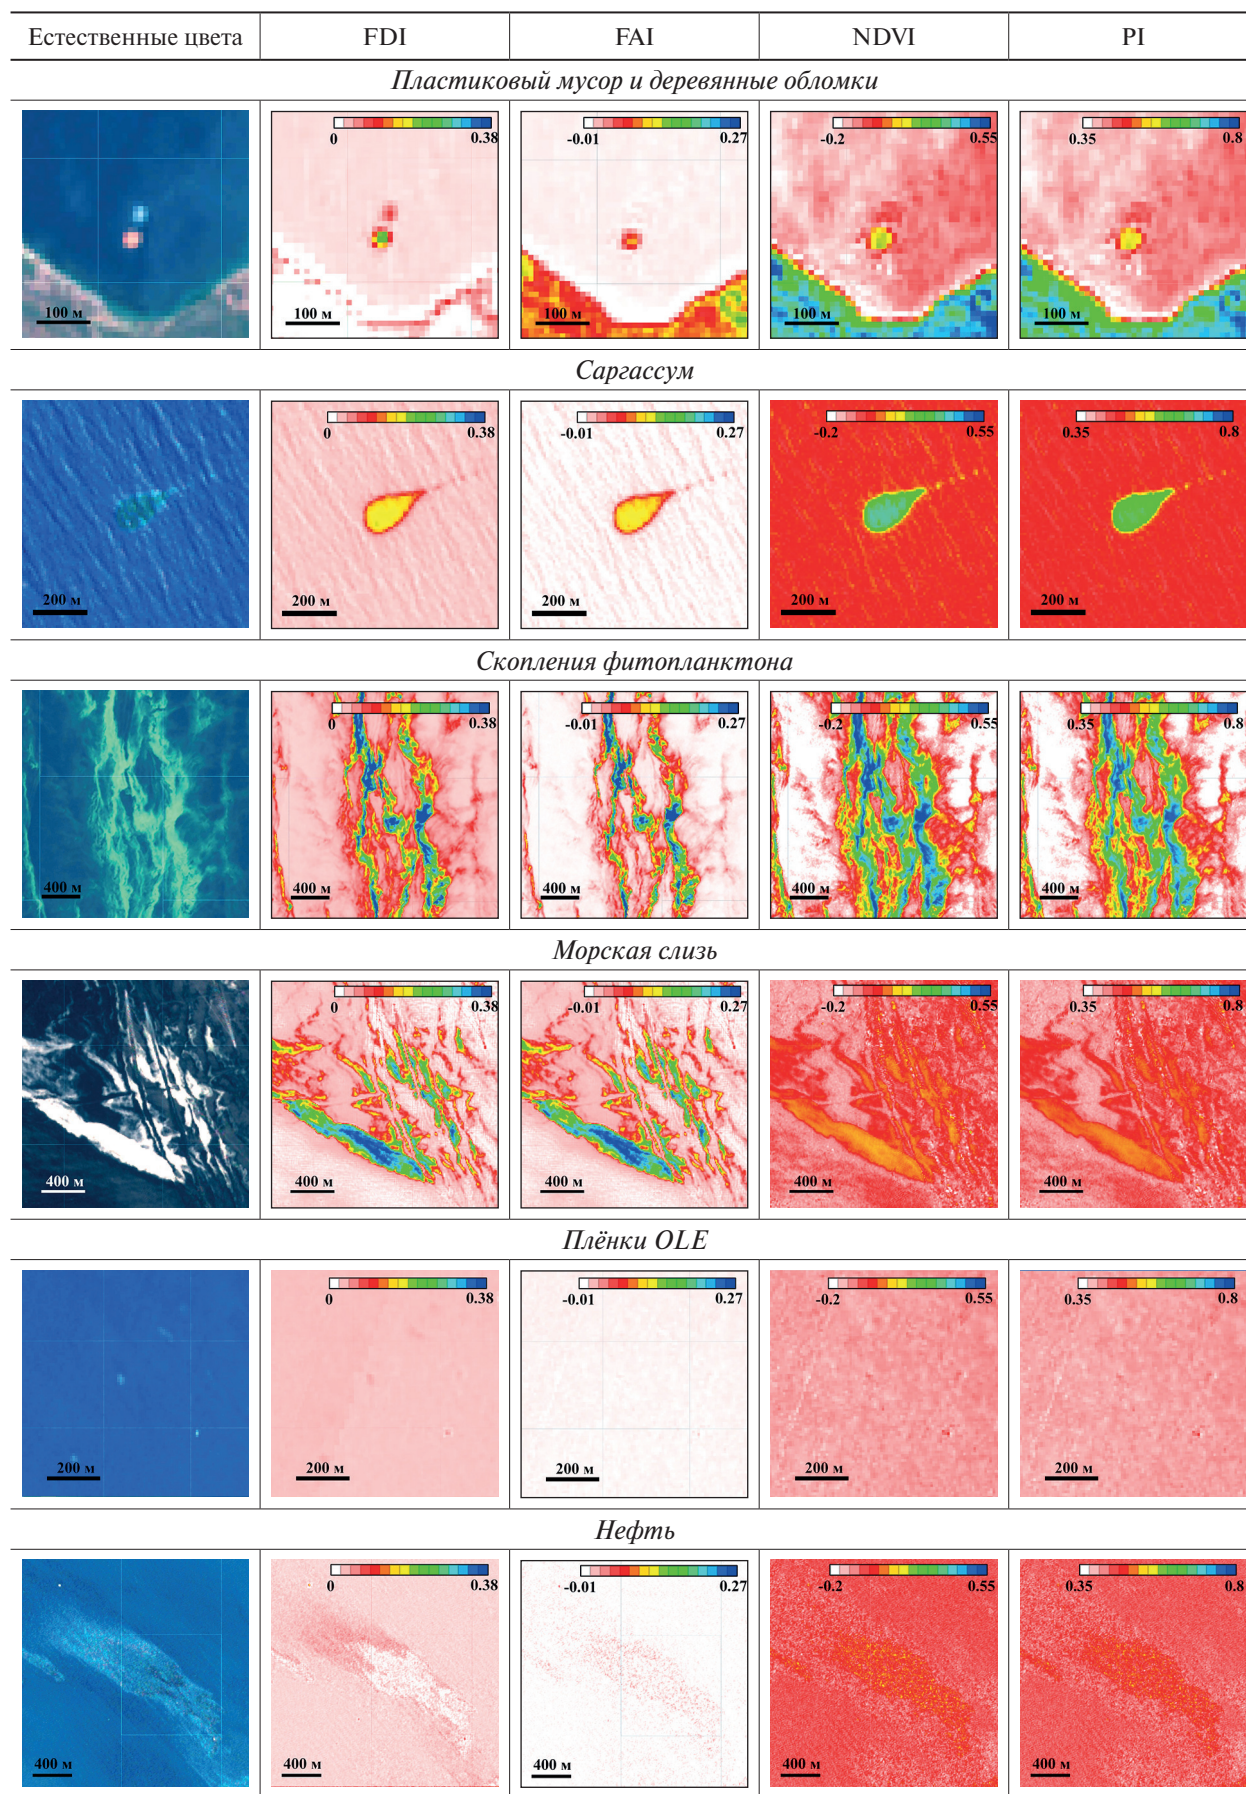 Естественные цвета FDI FAI NDVI PI
Пластиковый мусор и деревянные обломки
0 0.38 -0.01 0.27 -0.2 0.55 0.35 0.8
100 м 100 м 100 м 100 м 100 м
Саргассум
0 0.38 -0.01 0.27 -0.2 0.55 0.35 0.8
200 м 200 м 200 м 200 м 200 м
Скопления фитопланктона
0 0.38 -0.01 0.27 -0.2 0.55 0.35 0.8
400 м 400 м 400 м 400 м 400 м
Морская слизь
0 0.38 -0.01 0.27 -0.2 0.55 0.35 0.8
400 м 400 м 400 м 400 м 400 м
Плёнки OLE
0 0.38 -0.01 0.27 -0.2 0.55 0.35 0.8
200 м 200 м 200 м 200 м 200 м
Нефть
0 0.38 -0.01 0.27 -0.2 0.55 0.35 0.8
400 м 400 м 400 м 400 м 400 м